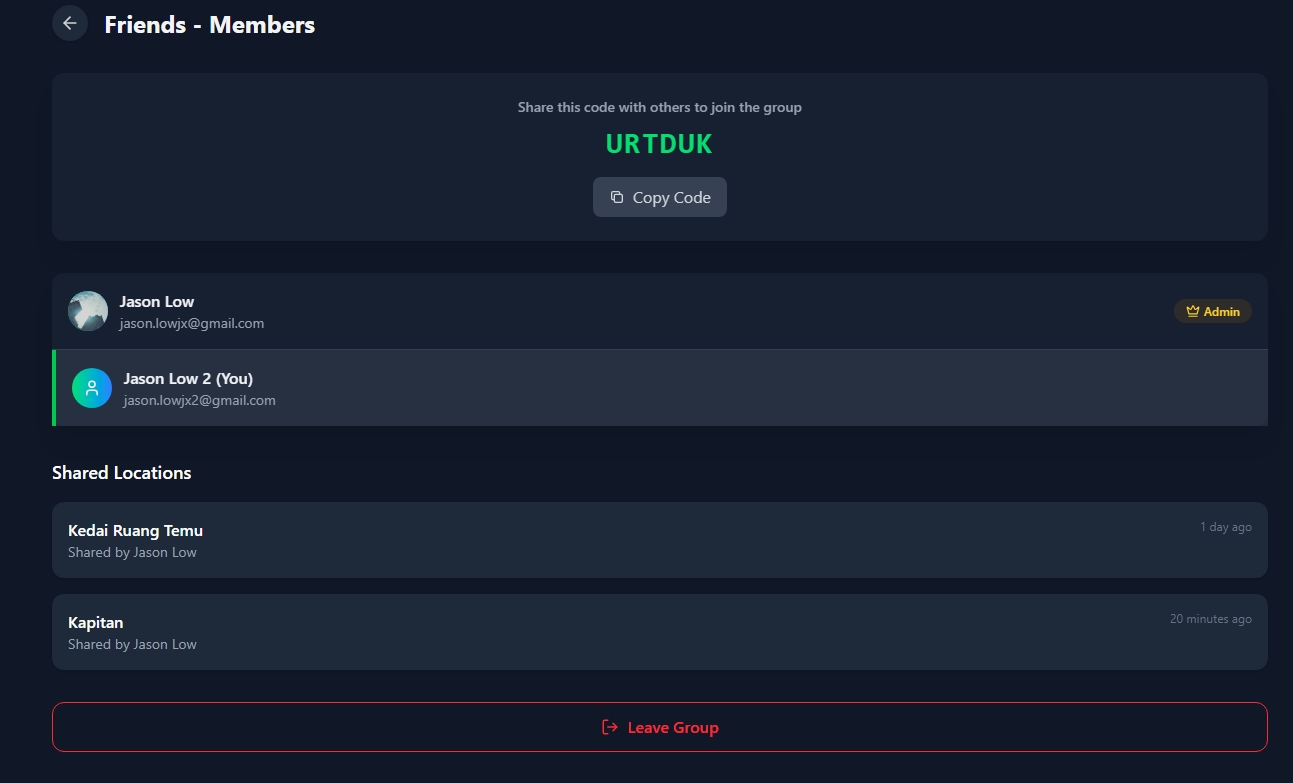 Friends - Members
Share this code with others to join the group
URTDUK
Copy Code
Jason Low
jason.lowjx@gmail.com
Admin
Jason Low 2 (You)
jason.lowjx2@gmail.com
Shared Locations
Kedai Ruang Temu
1 day ago
Shared by Jason Low
Kapitan
20 minutes ago
Shared by Jason Low
Leave Group